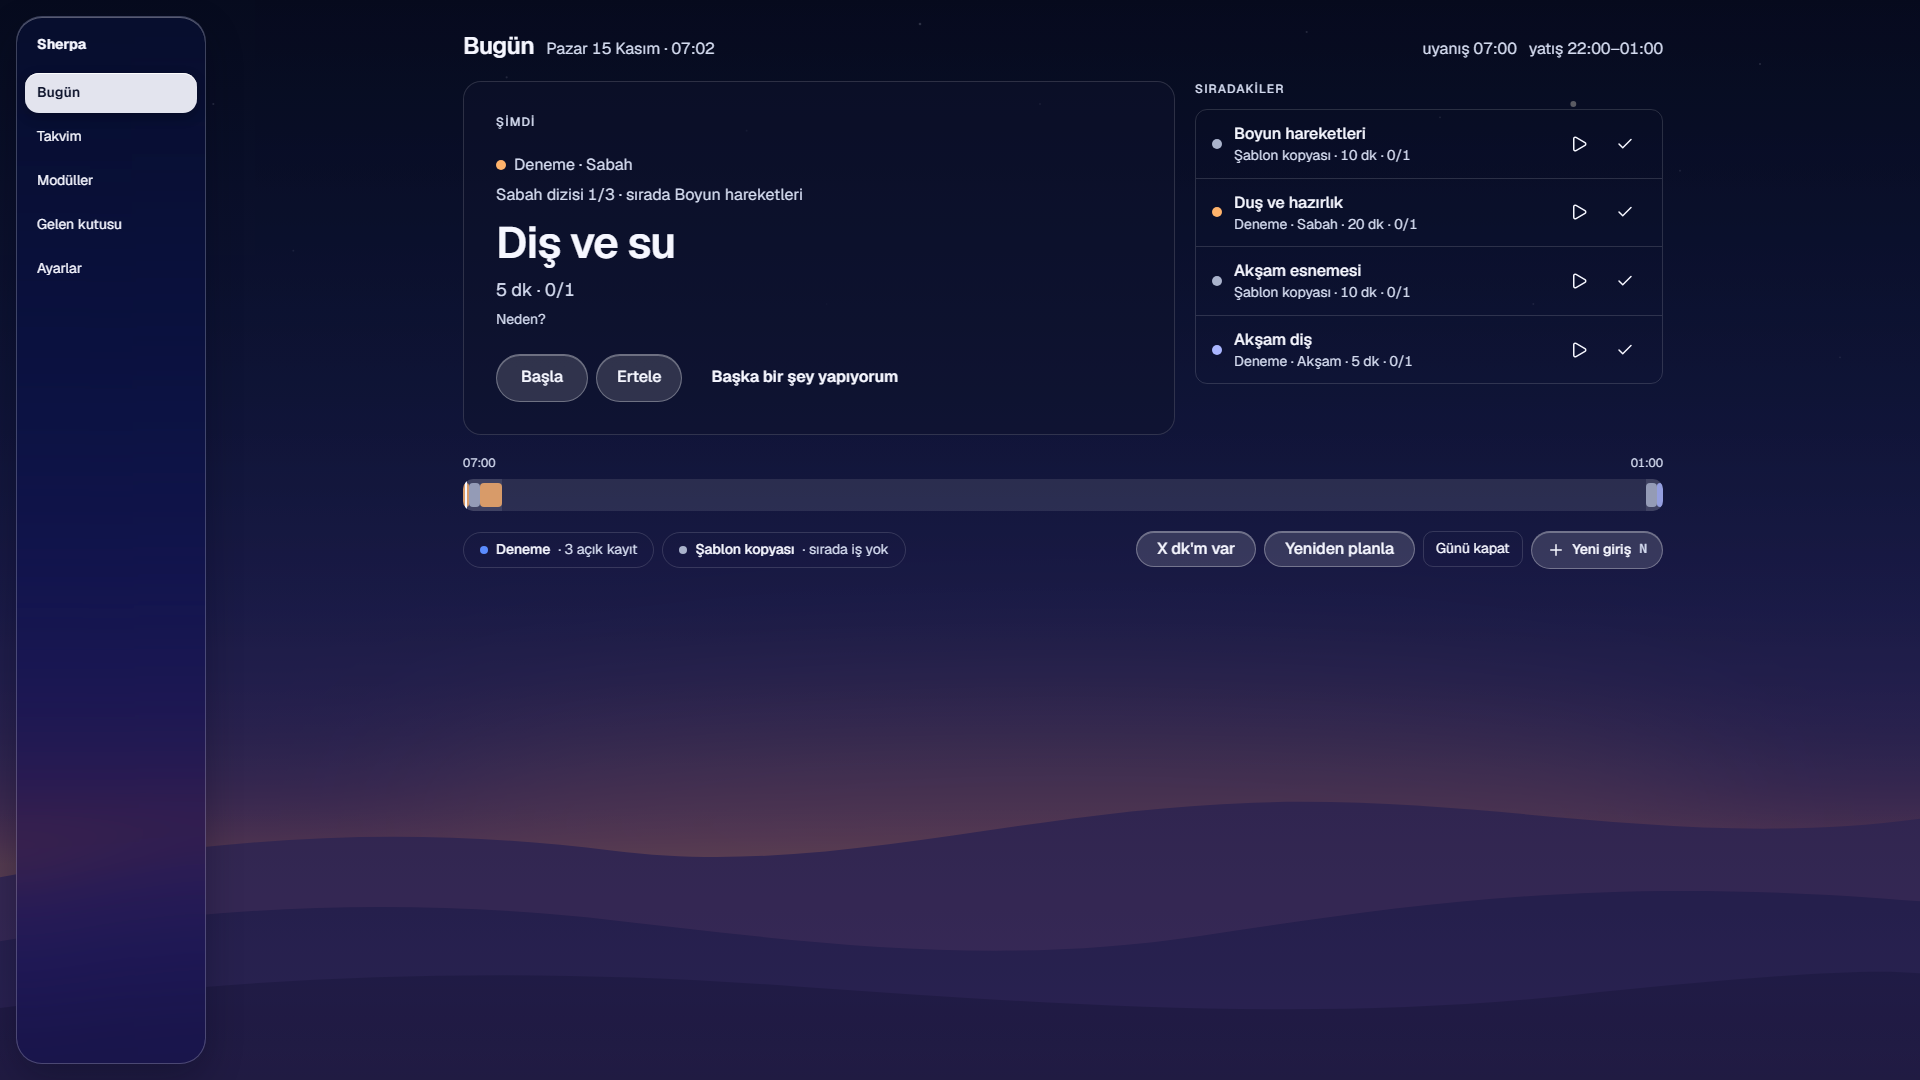 Sherpa
Bugün
Takvim
Modüller
Gelen kutusu
Ayarlar
Bugün Pazar 15 Kasım · 07:02
uyanış 07:00 yatış 22:00–01:00
ŞİMDİ
Deneme · Sabah
Sabah dizisi 1/3 · sırada Boyun hareketleri
Diş ve su
5 dk · 0/1
Neden?
Başla
Ertele
Başka bir şey yapıyorum
SIRADAKİLER
Boyun hareketleri
Şablon kopyası · 10 dk · 0/1
Duş ve hazırlık
Deneme · Sabah · 20 dk · 0/1
Akşam esnemesi
Şablon kopyası · 10 dk · 0/1
Akşam diş
Deneme · Akşam · 5 dk · 0/1
07:00
01:00
Deneme · 3 açık kayıt
Şablon kopyası · sırada iş yok
X dk'm var
Yeniden planla
Günü kapat
Yeni giriş N